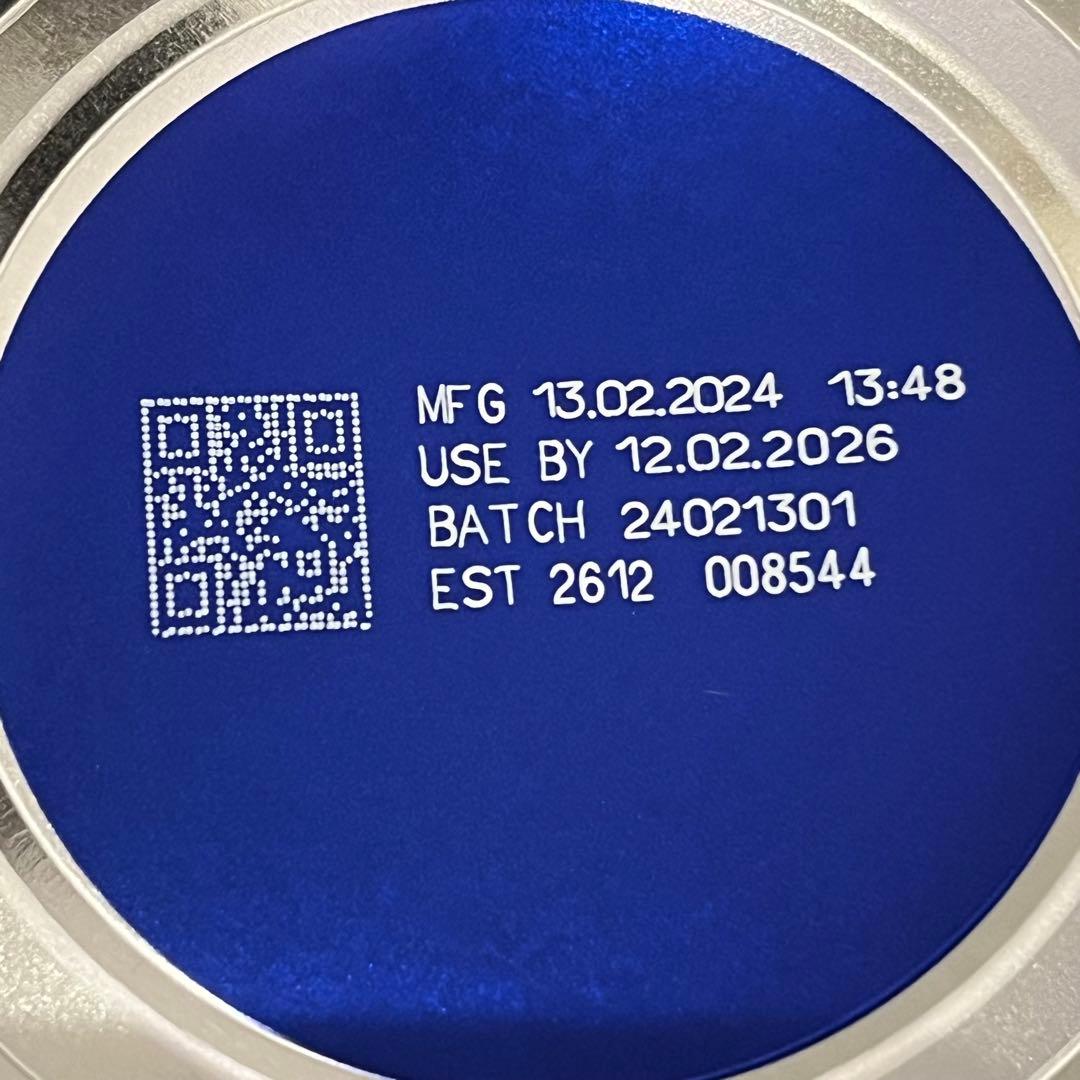 MFG 13.02.2024 13:48
USE BY 12.02.2026
BATCH 24021301
EST 2612 008544